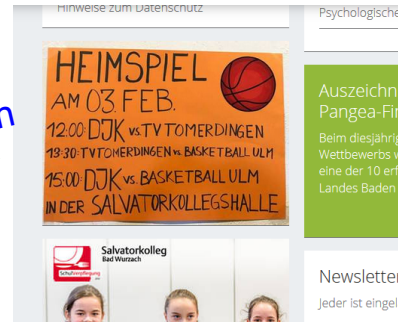 Hinweise zum Datenschutz
HEIMSPIEL
AM 03. FEB.
12:00: DJK vs. TV TOMERDINGEN
13:30: TV TOMERDINGEN vs. BASKETBALL ULM
15:00: DJK vs. BASKETBALL ULM
IN DER SALVATORKOLLEGSHALLE
Salvatorkolleg
Bad Wurzach
Schulverpflegung
Psychologische
Auszeichn
Pangea-Fi
Beim diesjährig
Wettbewerbs w
eine der 10 erf
Landes Baden
Newsletter
Jeder ist eingel